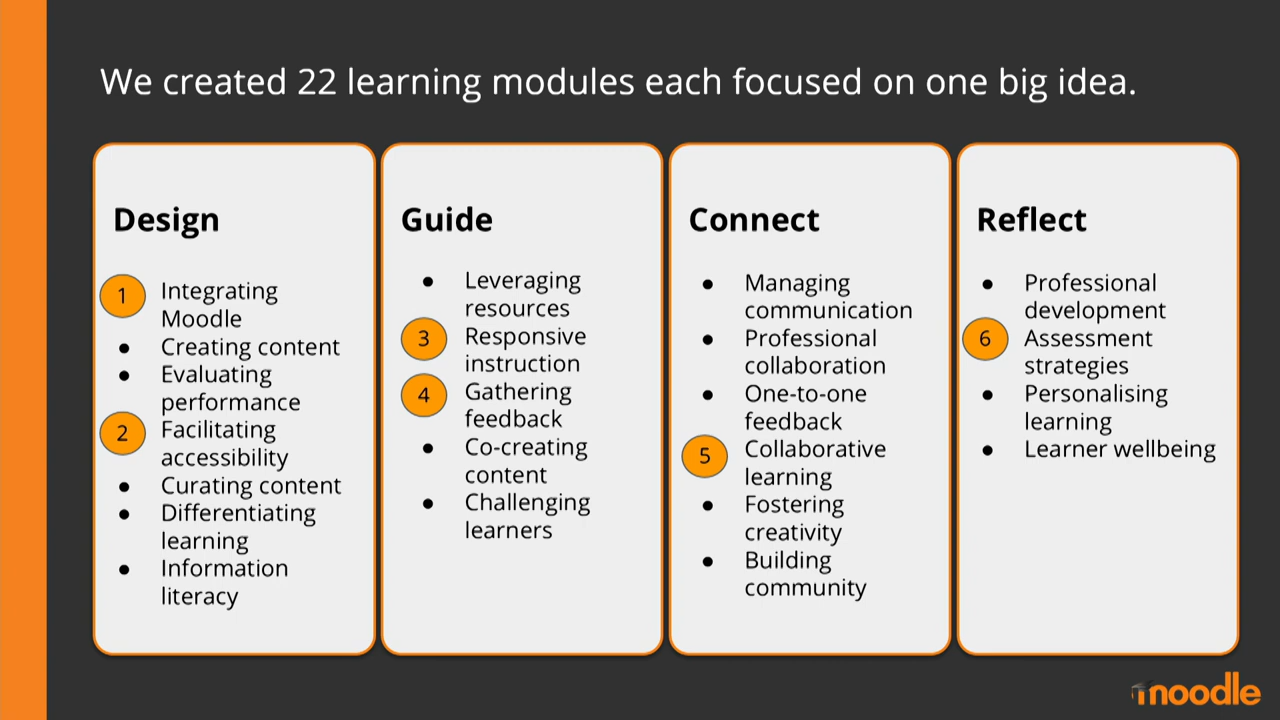 We created 22 learning modules each focused on one big idea.
Design
1 Integrating
Moodle
● Creating content
● Evaluating
performance
2 Facilitating
accessibility
● Curating content
● Differentiating
learning
● Information
literacy
Guide
● Leveraging
resources
3 Responsive
instruction
4 Gathering
feedback
● Co-creating
content
● Challenging
learners
Connect
● Managing
communication
● Professional
collaboration
● One-to-one
feedback
5 Collaborative
learning
● Fostering
creativity
● Building
community
Reflect
● Professional
development
6 Assessment
strategies
● Personalising
learning
● Learner wellbeing
moodle